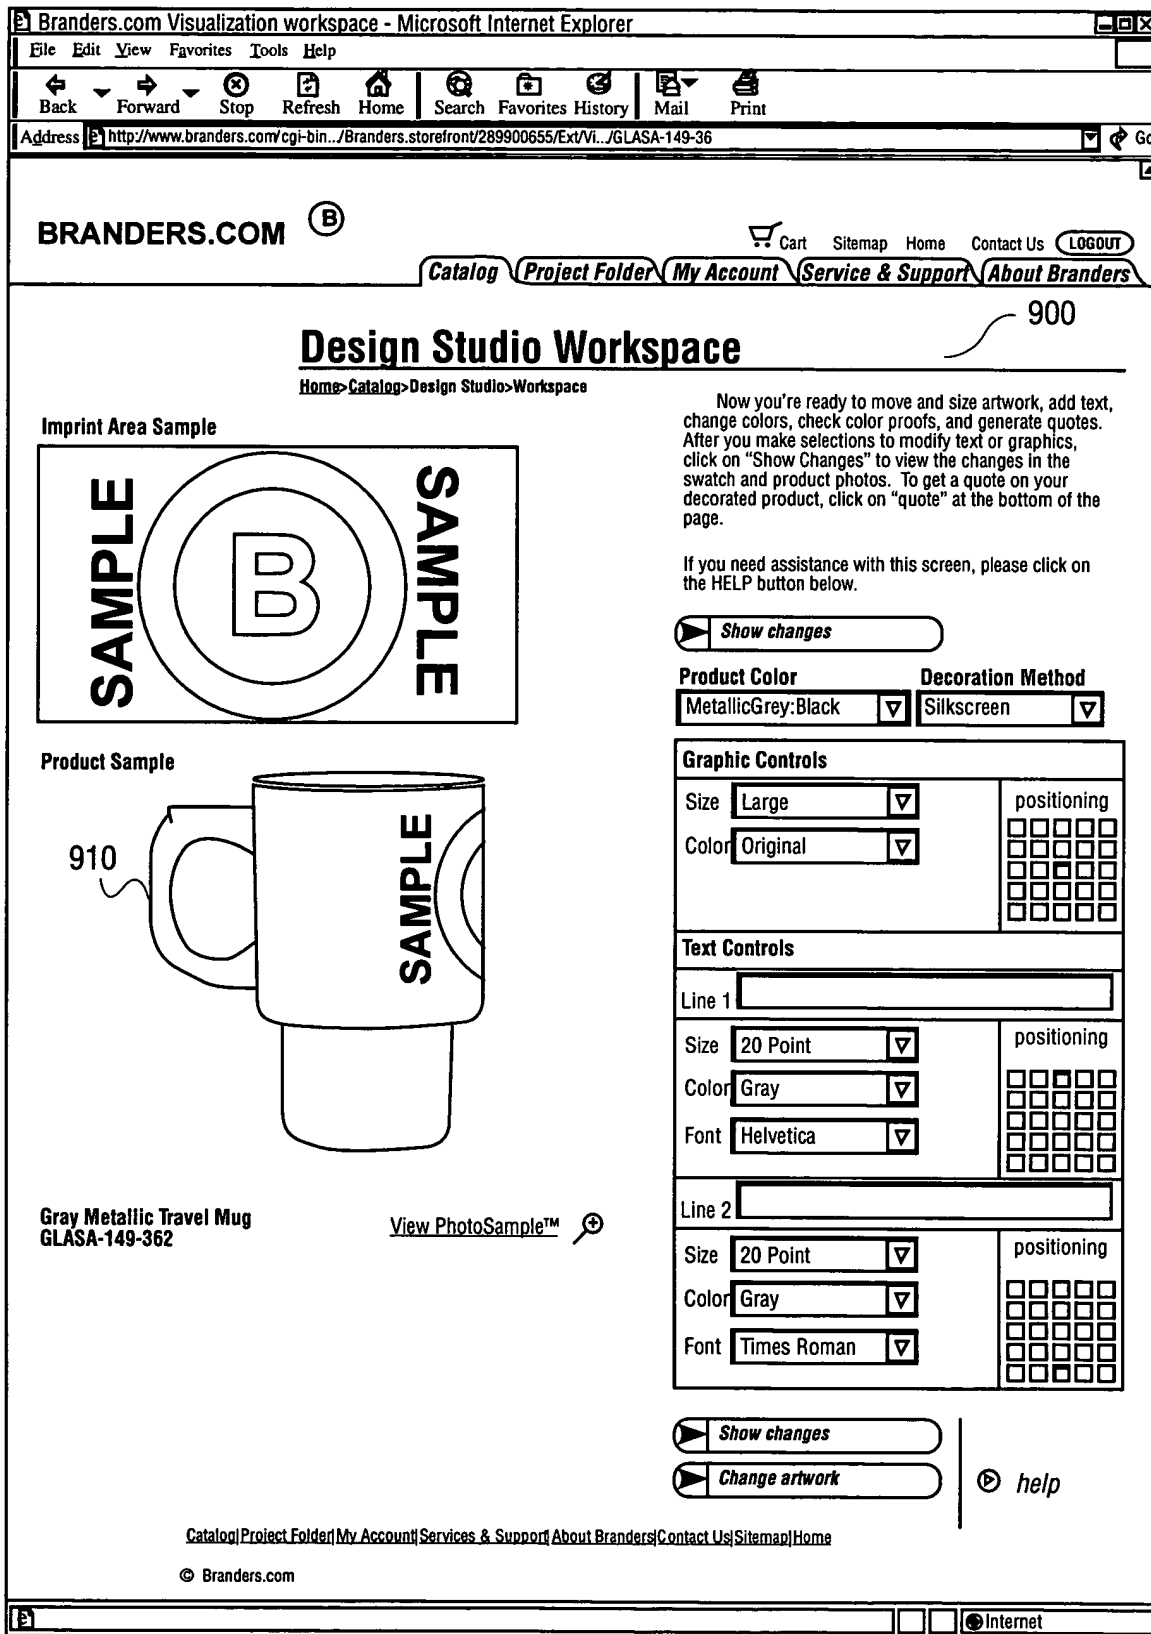 Branders.com Visualization workspace - Microsoft Internet Explorer
File Edit View Favorites Tools Help
Back Forward Stop Refresh Home Search Favorites History Mail Print
Address http://www.branders.com/cgi-bin.../Branders.storefront/289900655/Ext/Vi.../GLASA-149-36 Go
BRANDERS.COM B
Cart Sitemap Home Contact Us LOGOUT
Catalog Project Folder My Account Service & Support About Branders
900
Design Studio Workspace
Home>Catalog>Design Studio>Workspace
Now you're ready to move and size artwork, add text,
change colors, check color proofs, and generate quotes.
After you make selections to modify text or graphics,
click on "Show Changes" to view the changes in the
swatch and product photos. To get a quote on your
decorated product, click on "quote" at the bottom of the
page.
If you need assistance with this screen, please click on
the HELP button below.
Imprint Area Sample
SAMPLE
B
SAMPLE
Show changes
Product Color Decoration Method
MetallicGrey:Black Silkscreen
Product Sample
910
SAMPLE
Graphic Controls
Size Large positioning
Color Original
Text Controls
Line 1
Size 20 Point positioning
Color Gray
Font Helvetica
Line 2
Size 20 Point positioning
Color Gray
Font Times Roman
Gray Metallic Travel Mug
GLASA-149-362
View PhotoSample™
Show changes
Change artwork
help
Catalog|Project Folder|My Account|Services & Support|About Branders|Contact Us|Sitemap|Home
© Branders.com
Internet